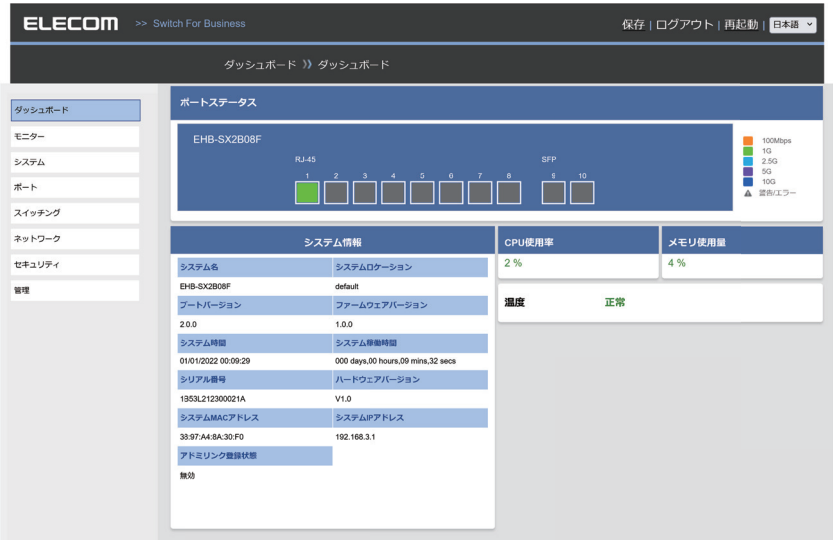 ELECOM >> Switch For Business
保存 | ログアウト | 再起動 | 日本語
ダッシュボード 》 ダッシュボード
ダッシュボード
モニター
システム
ポート
スイッチング
ネットワーク
セキュリティ
管理
ポートステータス
EHB-SX2B08F
RJ-45 SFP
1 2 3 4 5 6 7 8 9 10
100Mbps
1G
2.5G
5G
10G
警告/エラー
システム情報
システム名 システムロケーション
EHB-SX2B08F default
ブートバージョン ファームウェアバージョン
2.0.0 1.0.0
システム時間 システム稼働時間
01/01/2022 00:09:29 000 days,00 hours,09 mins,32 secs
シリアル番号 ハードウェアバージョン
1953L212300021A V1.0
システムMACアドレス システムIPアドレス
38:97:A4:8A:30:F0 192.168.3.1
アドミリンク登録状態
無効
CPU使用率
2 %
メモリ使用量
4 %
温度 正常